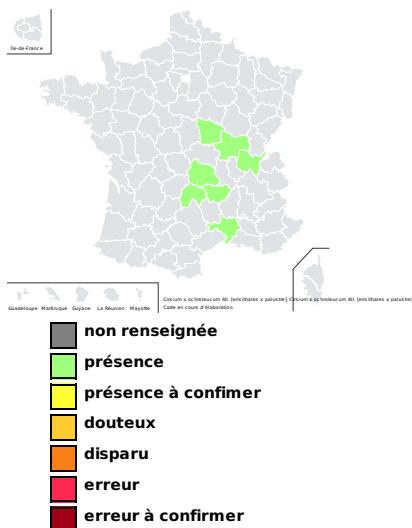 Île-de-France
Guadeloupe Martinique Guyane La Réunion Mayotte
Cirsium x ochroleucum All. [erisithales x palustre], Cirsium x ochroleucum All. [erisithales x palustre]
Carte en cours d'élaboration.
non renseignée
présence
présence à confimer
douteux
disparu
erreur
erreur à confirmer